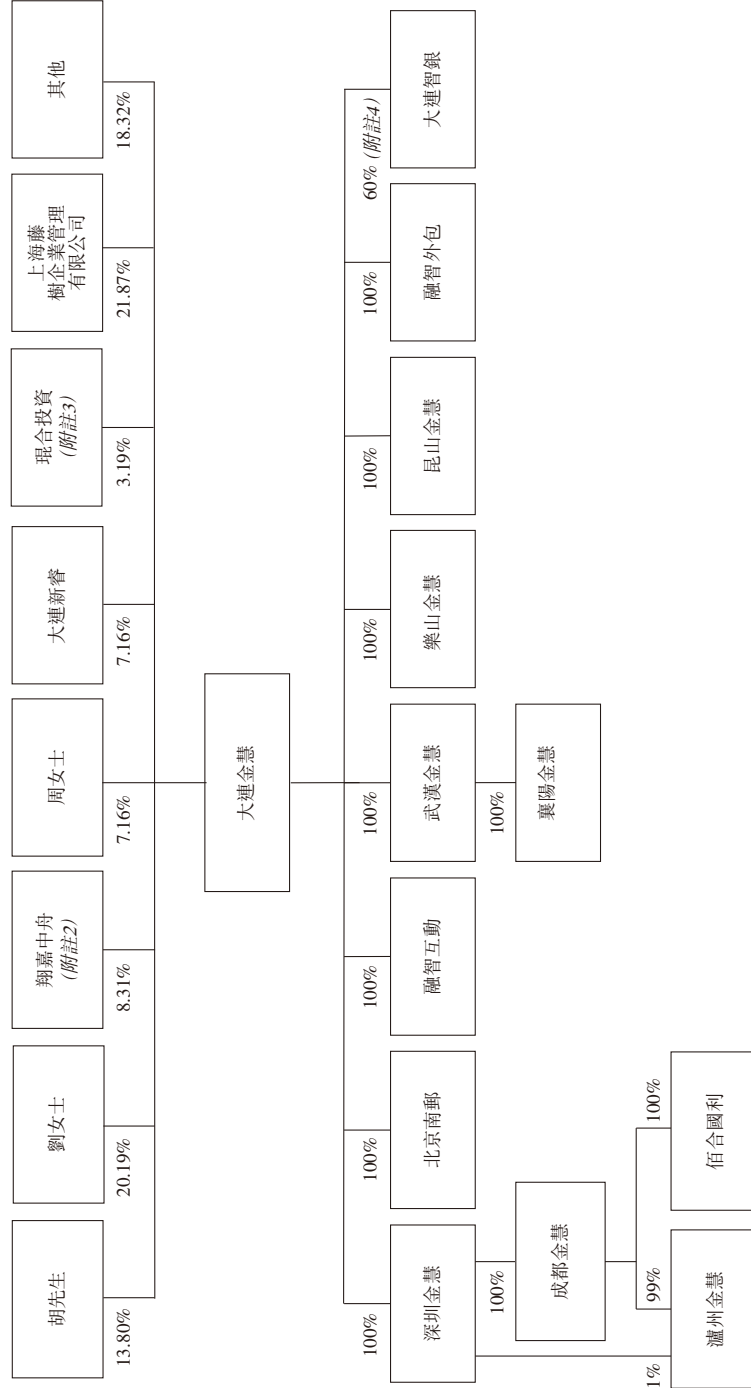 胡先生
劉女士
翔嘉中舟
(附註2)
周女士
大連新睿
琨合投資
(附註3)
上海藤
樹企業管理
有限公司
其他
13.80%
20.19%
8.31%
7.16%
7.16%
3.19%
21.87%
18.32%
大連金慧
100%
100%
100%
100%
100%
100%
100%
60% (附註4)
深圳金慧
北京南郵
融智互動
武漢金慧
樂山金慧
昆山金慧
融智外包
大連智銀
100%
100%
成都金慧
襄陽金慧
1%
99%
100%
瀘州金慧
佰合國利